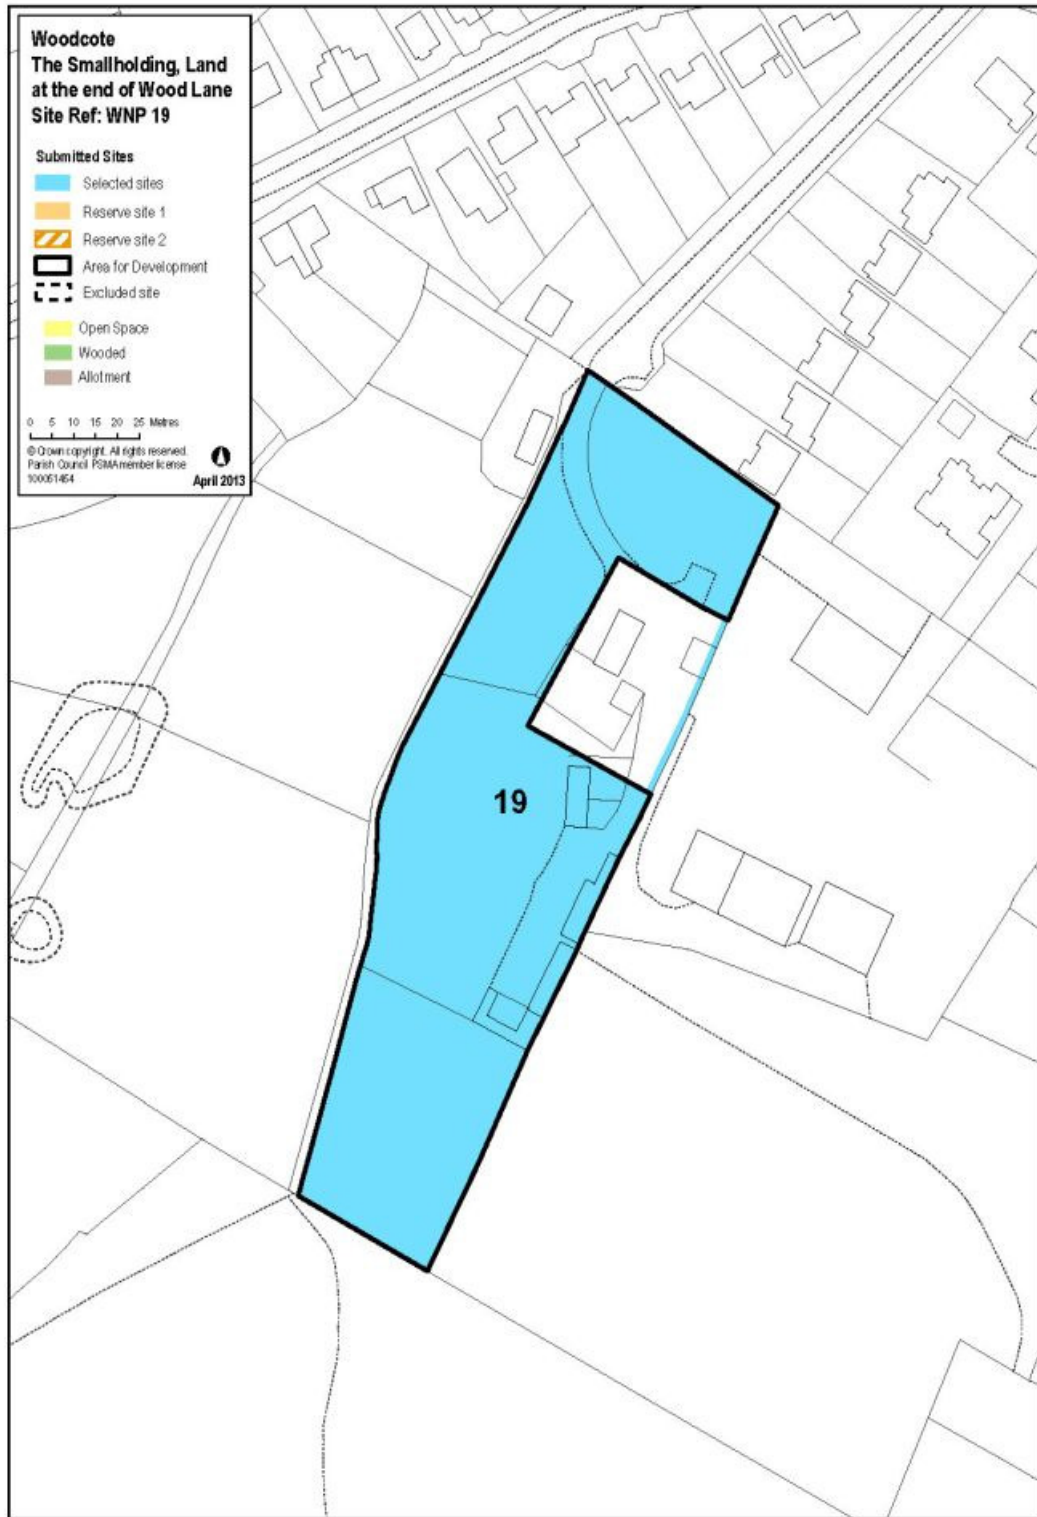 Woodcote
The Smallholding, Land
at the end of Wood Lane
Site Ref: WNP 19
Submitted Sites
Selected sites
Reserve site 1
Reserve site 2
Area for Development
Excluded site
Open Space
Wooded
Allotment
0 5 10 15 20 25 Metres
© Crown copyright. All rights reserved.
Parish Council PSMA member license
100051464
April 2013
19